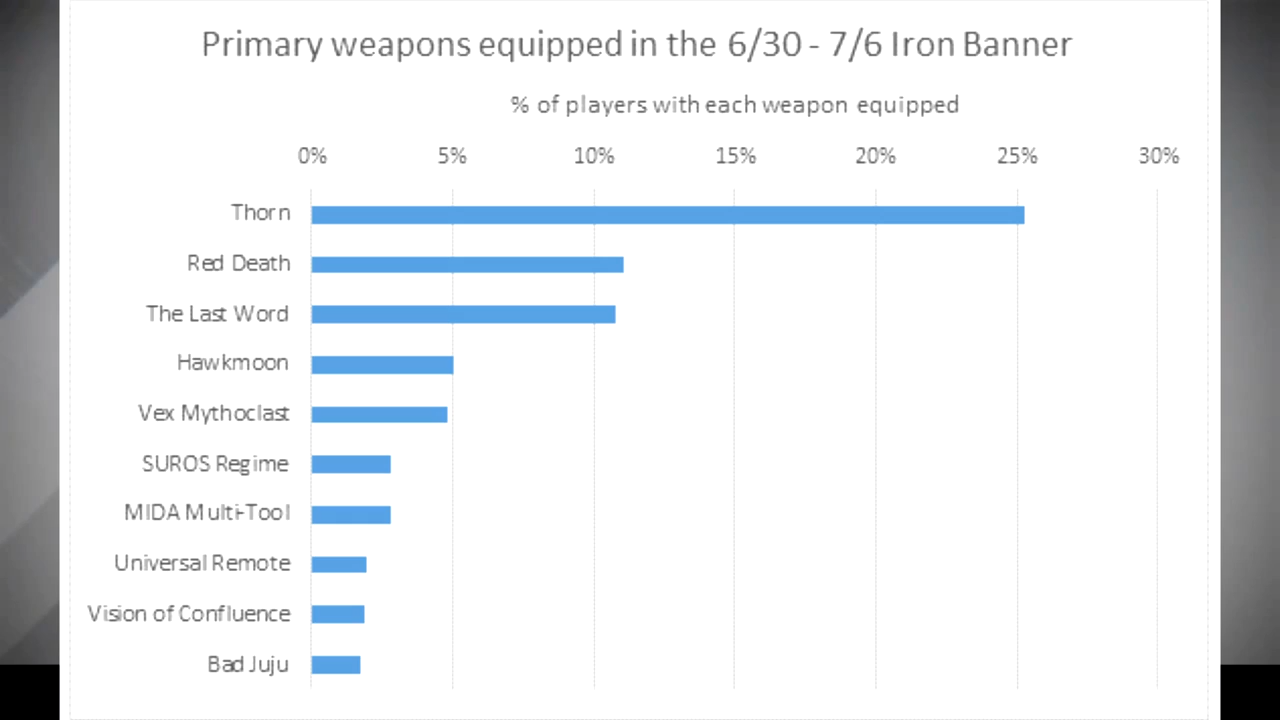 Primary weapons equipped in the 6/30 - 7/6 Iron Banner
% of players with each weapon equipped
0% 5% 10% 15% 20% 25% 30%
Thorn
Red Death
The Last Word
Hawkmoon
Vex Mythoclast
SUROS Regime
MIDA Multi-Tool
Universal Remote
Vision of Confluence
Bad Juju